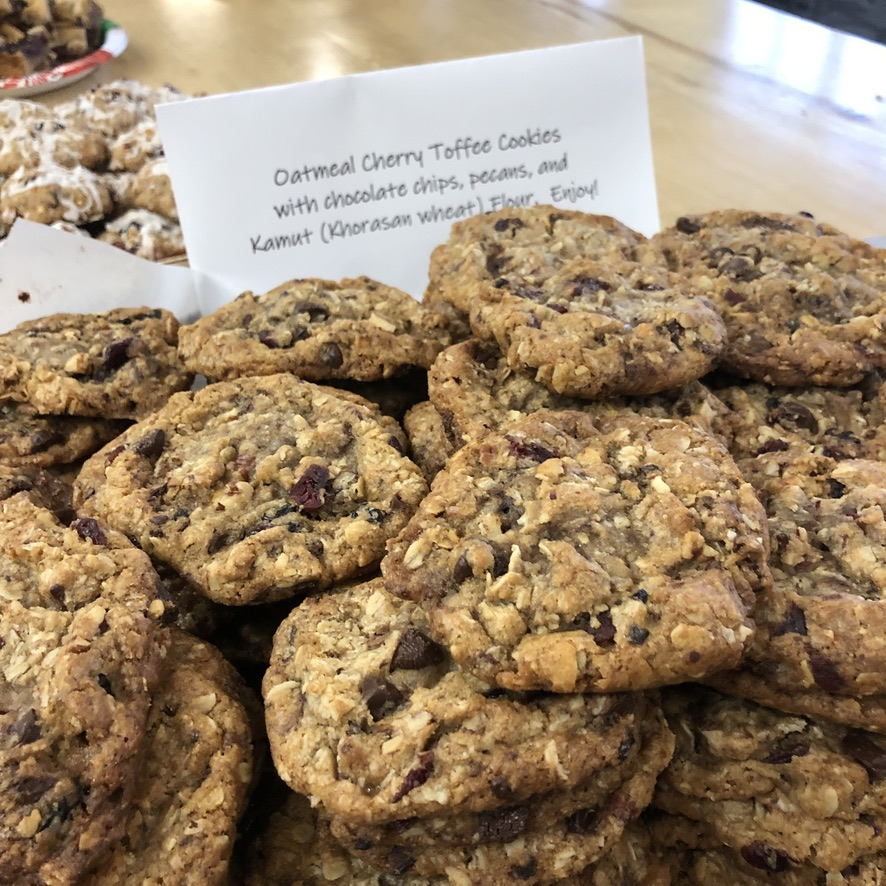 Oatmeal Cherry Toffee Cookies
with chocolate chips, pecans, and
Kamut (Khorasan wheat) Flour. Enjoy!